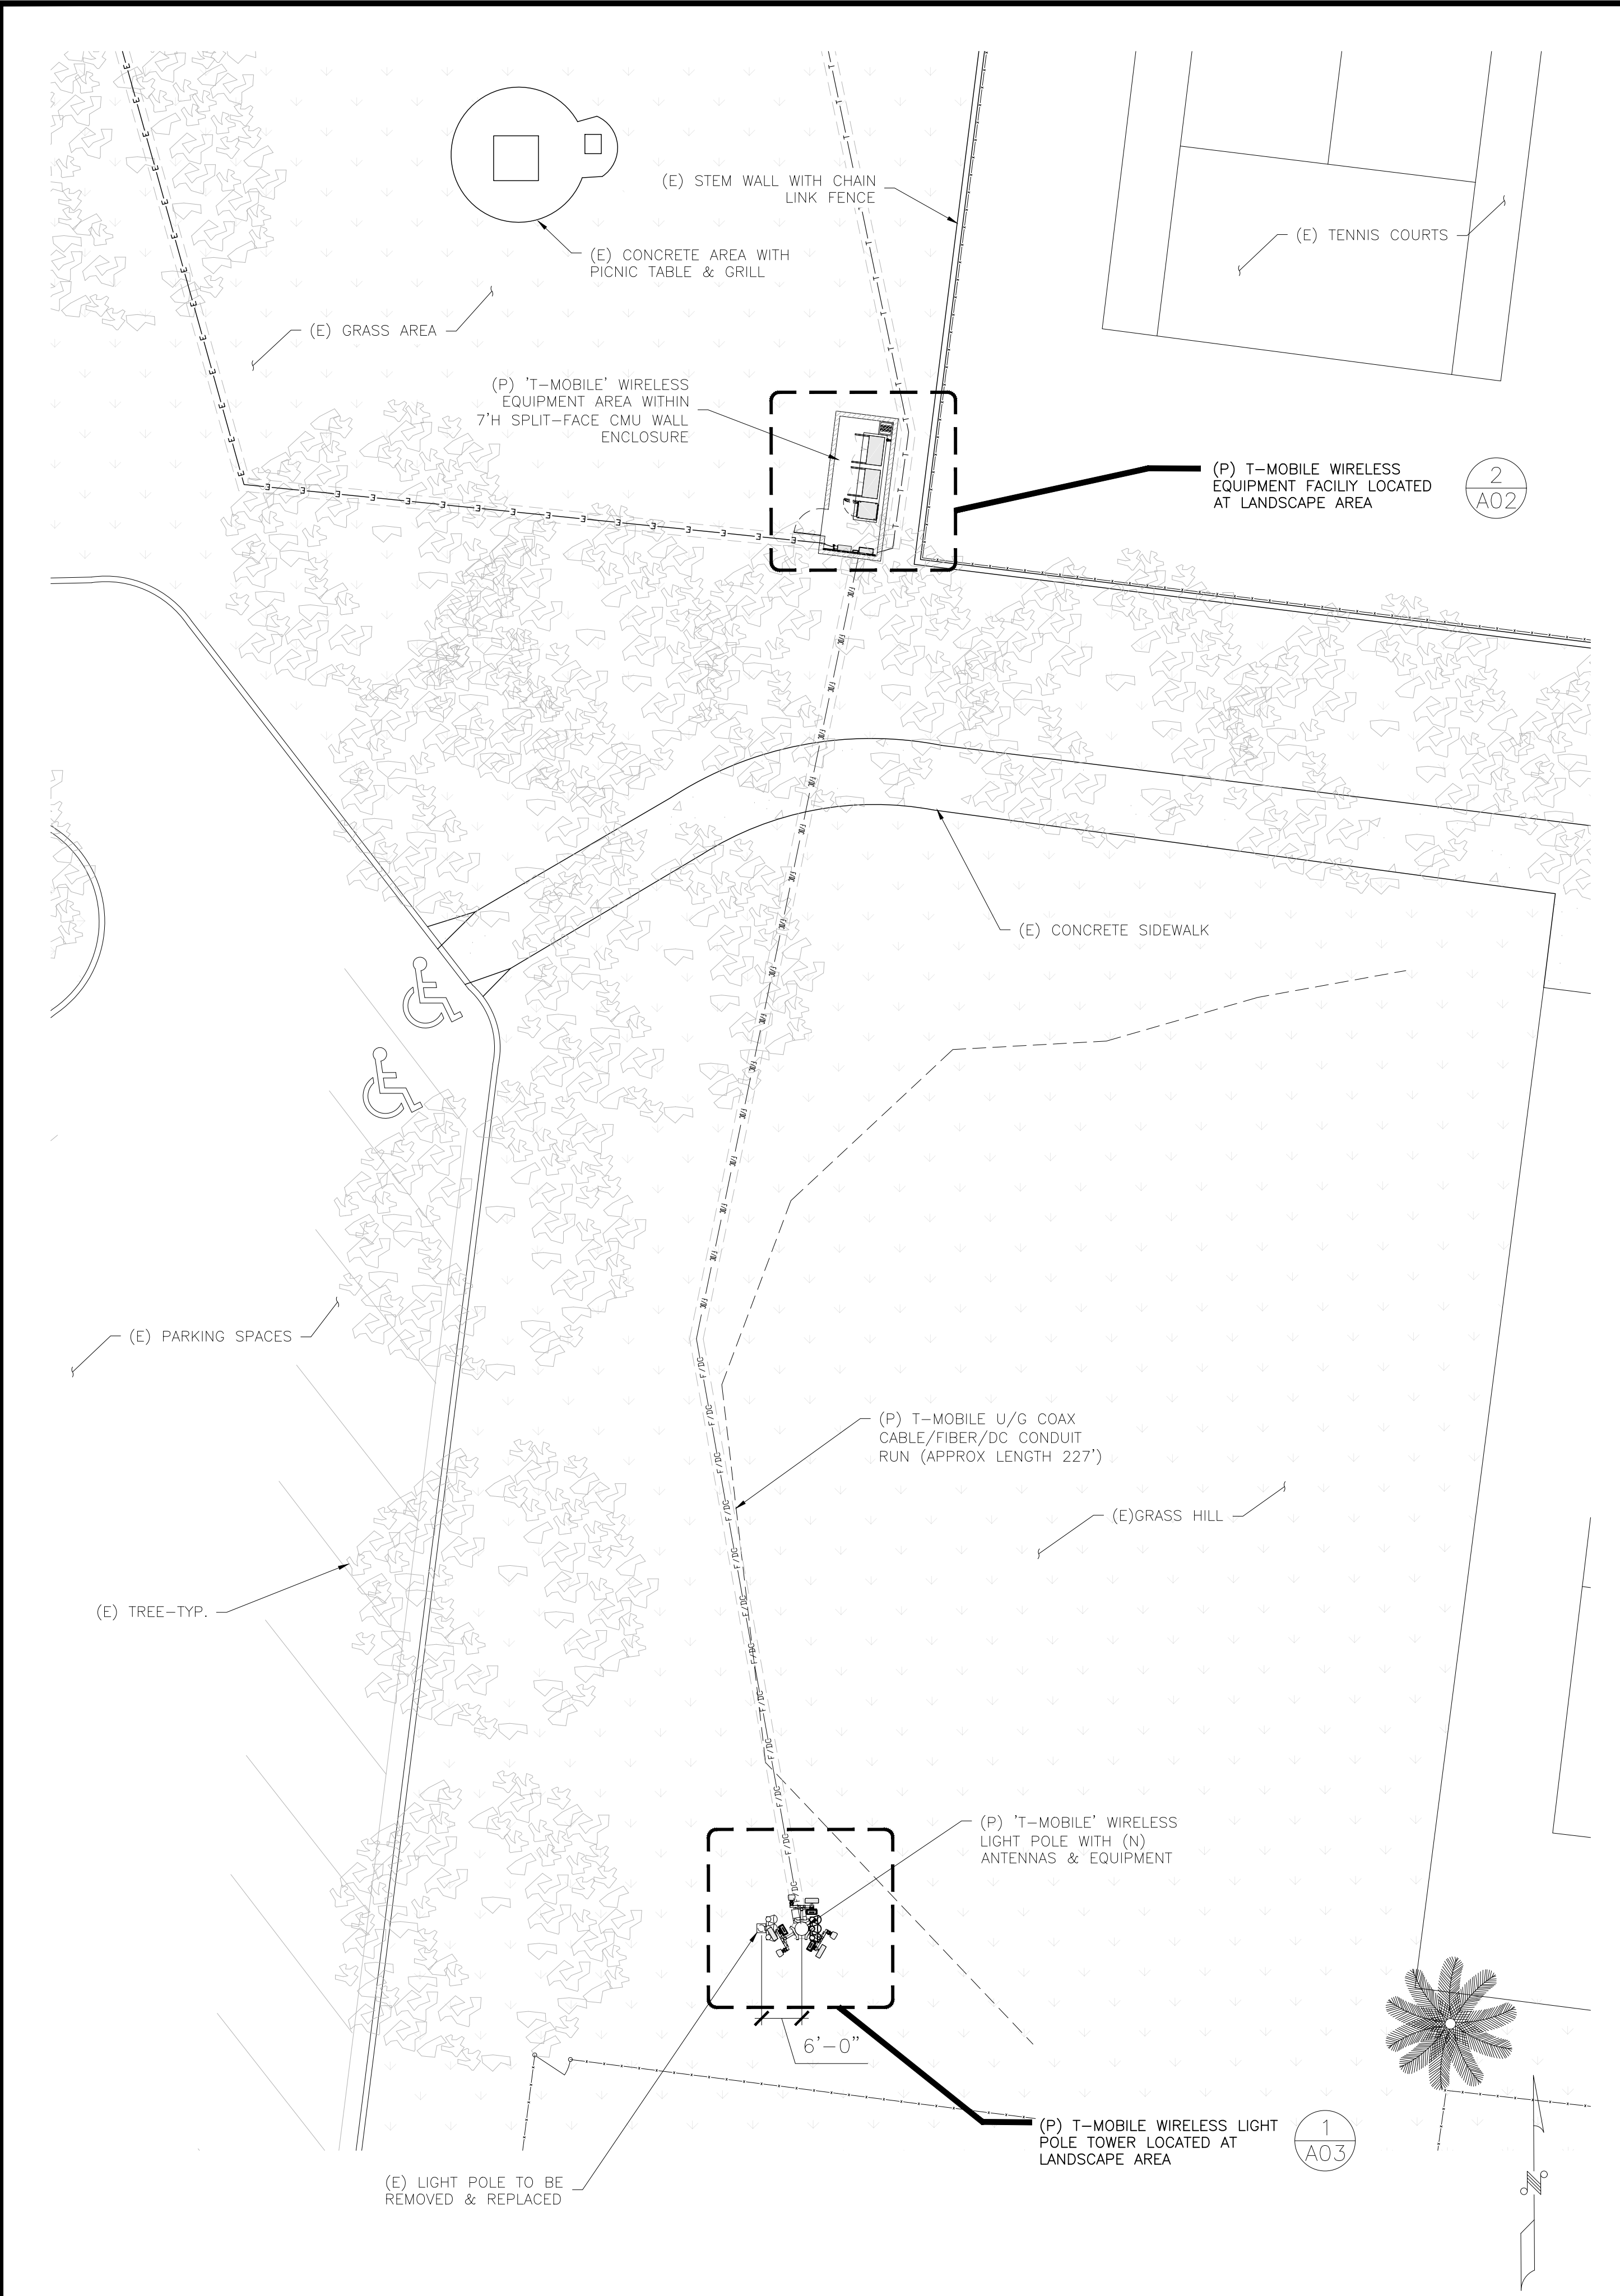 (E) STEM WALL WITH CHAIN
LINK FENCE
(E) TENNIS COURTS
(E) CONCRETE AREA WITH
PICNIC TABLE & GRILL
(E) GRASS AREA
(P) 'T-MOBILE' WIRELESS
EQUIPMENT AREA WITHIN
7'H SPLIT-FACE CMU WALL
ENCLOSURE
(P) T-MOBILE WIRELESS
EQUIPMENT FACILIY LOCATED
AT LANDSCAPE AREA
2
A02
(E) CONCRETE SIDEWALK
(E) PARKING SPACES
(P) T-MOBILE U/G COAX
CABLE/FIBER/DC CONDUIT
RUN (APPROX LENGTH 227')
(E)GRASS HILL
(E) TREE-TYP.
(P) 'T-MOBILE' WIRELESS
LIGHT POLE WITH (N)
ANTENNAS & EQUIPMENT
6'-0"
(P) T-MOBILE WIRELESS LIGHT
POLE TOWER LOCATED AT
LANDSCAPE AREA
1
A03
(E) LIGHT POLE TO BE
REMOVED & REPLACED
N